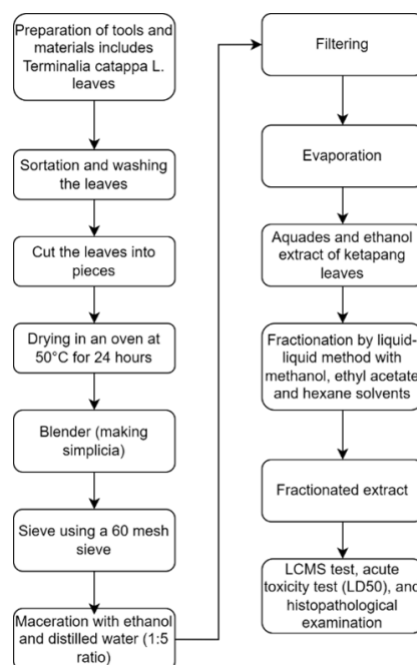 Preparation of tools and
materials includes
Terminalia catappa L.
leaves
Sortation and washing
the leaves
Cut the leaves into
pieces
Drying in an oven at
50°C for 24 hours
Blender (making
simplicia)
Sieve using a 60 mesh
sieve
Maceration with ethanol
and distilled water (1:5
ratio)
Filtering
Evaporation
Aquades and ethanol
extract of ketapang
leaves
Fractionation by liquid-
liquid method with
methanol, ethyl acetate
and hexane solvents
Fractionated extract
LCMS test, acute
toxicity test (LD50), and
histopathological
examination